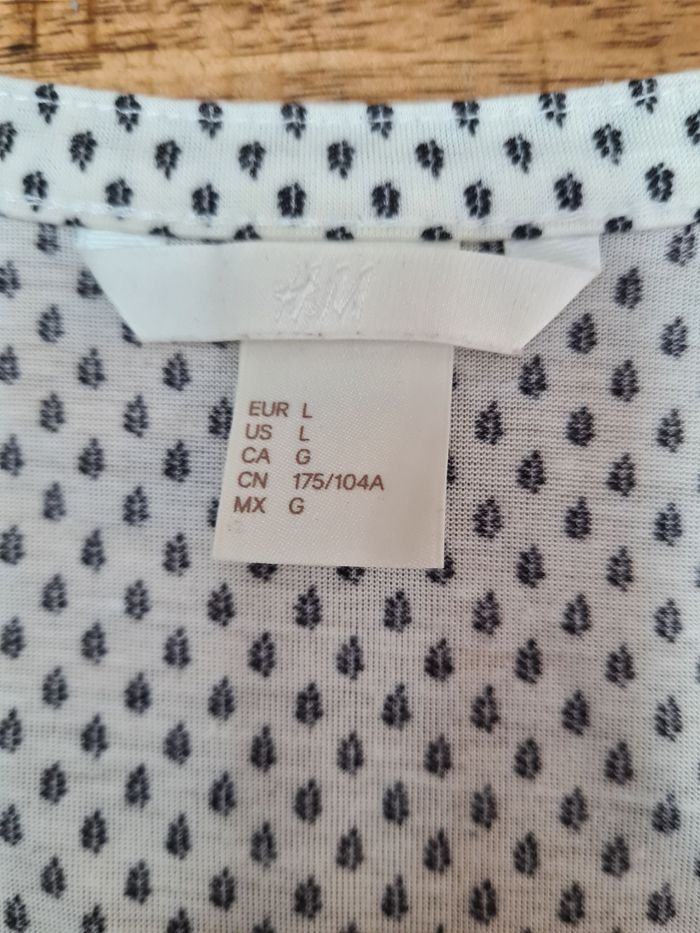 H&M
EUR L
US L
CA G
CN 175/104A
MX G